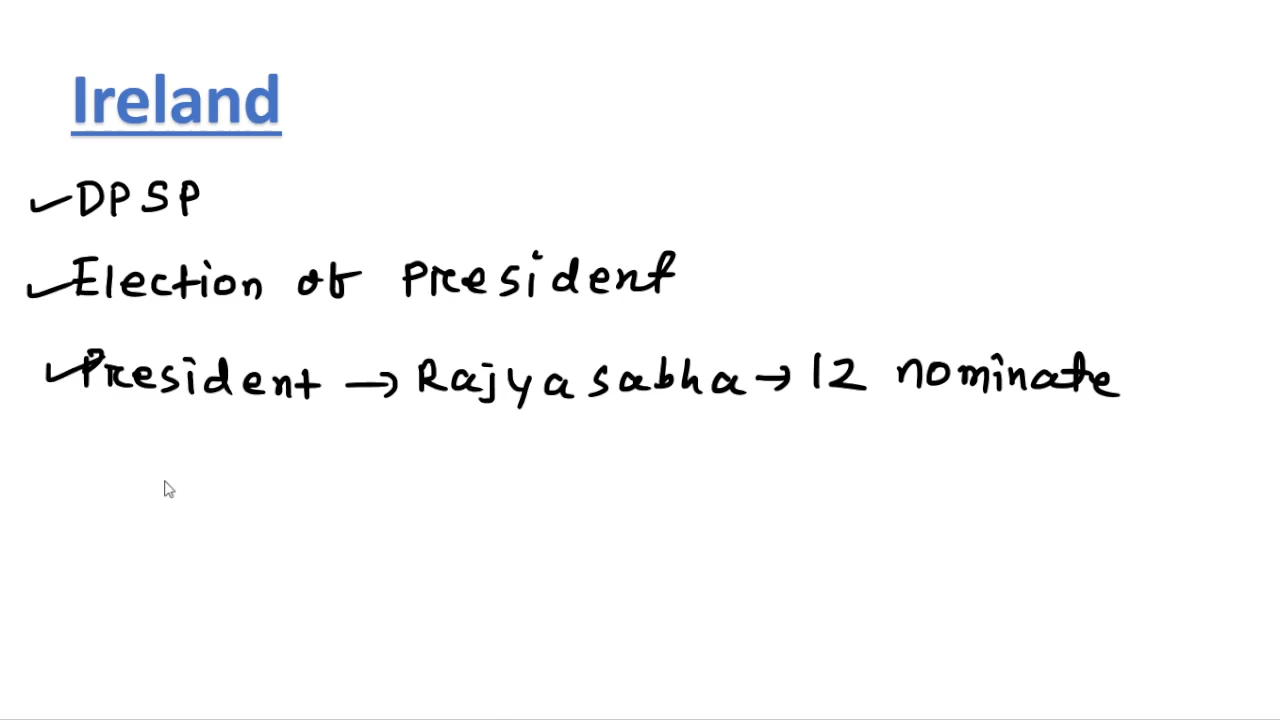 Ireland
DPSP
Election of President
President → Rajyasabha → 12 nominate